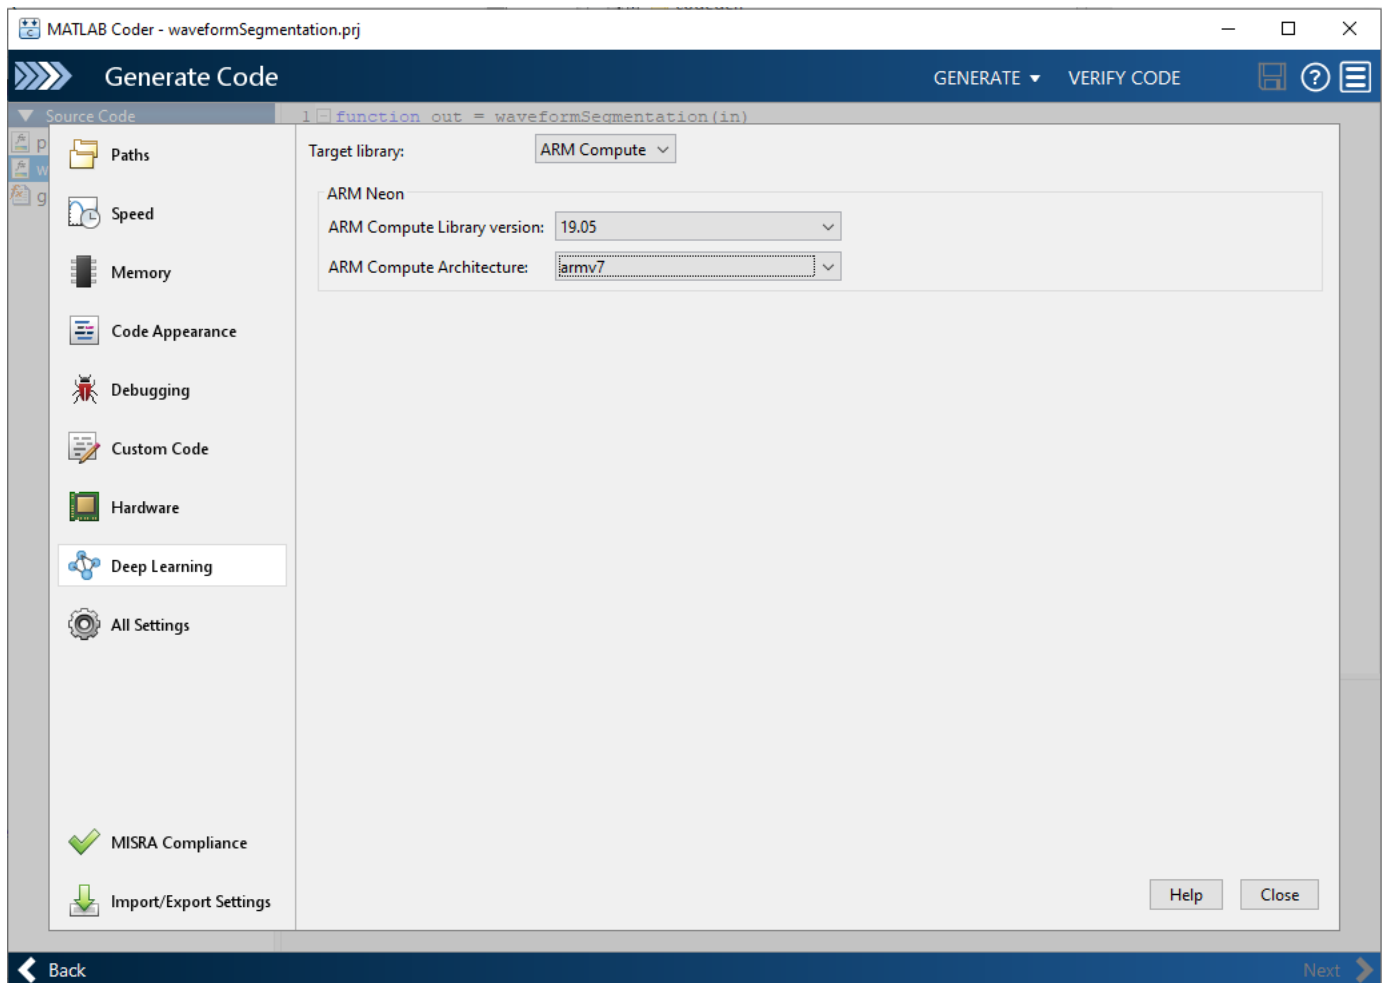 MATLAB Coder - waveformSegmentation.prj
Generate Code
GENERATE
VERIFY CODE
Source Code
1 function out = waveformSegmentation(in)
p
w
g
Paths
Speed
Memory
Code Appearance
Debugging
Custom Code
Hardware
Deep Learning
All Settings
MISRA Compliance
Import/Export Settings
Target library: ARM Compute
ARM Neon
ARM Compute Library version: 19.05
ARM Compute Architecture: armv7
Help
Close
Back
Next